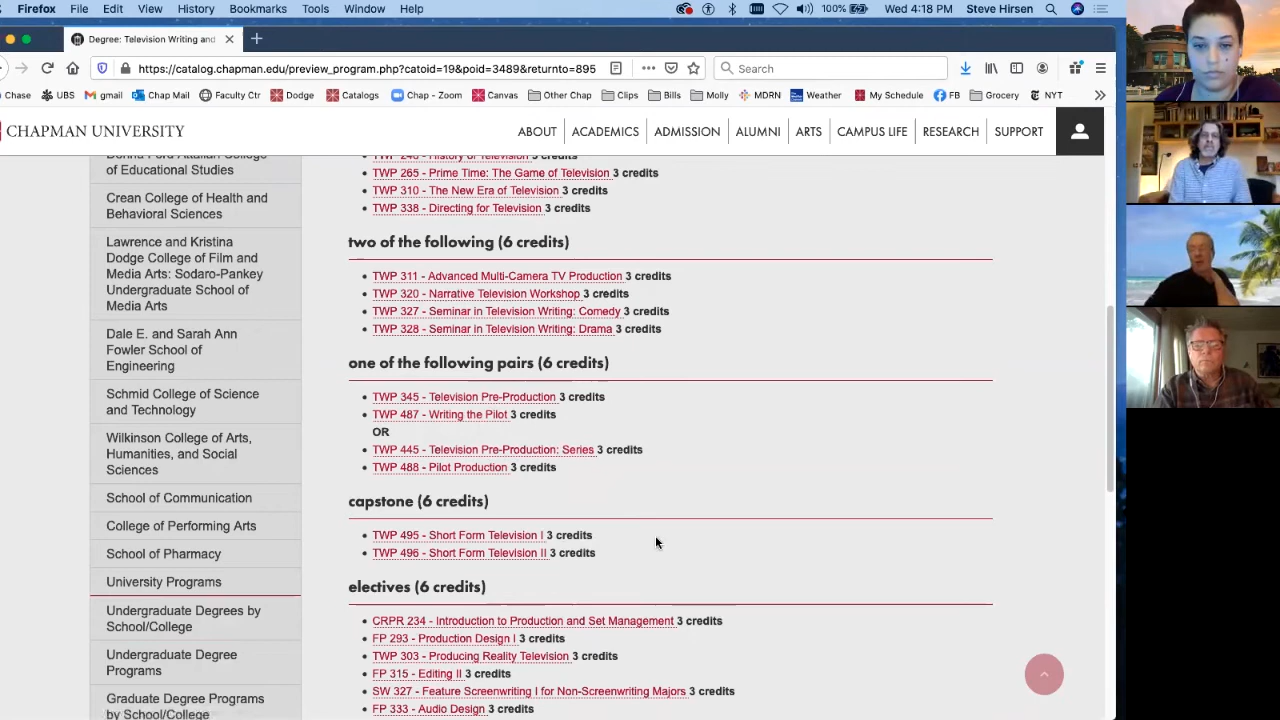 Firefox File Edit View History Bookmarks Tools Window Help 100% Wed 4:18 PM Steve Hirsen
Degree: Television Writing and
https://catalog.chapman.edu/preview_program.php?catoid=19&poid=3489&returnto=895
Search
Chase UBS gmail Chap Mail Faculty Ctr Dodge Catalogs Chap - Zoom Canvas Other Chap Clips Bills Molly MDRN Weather My Schedule FB Grocery NYT
CHAPMAN UNIVERSITY
ABOUT ACADEMICS ADMISSION ALUMNI ARTS CAMPUS LIFE RESEARCH SUPPORT
Donna Ford Attallah College
of Educational Studies
Crean College of Health and
Behavioral Sciences
Lawrence and Kristina
Dodge College of Film and
Media Arts: Sodaro-Pankey
Undergraduate School of
Media Arts
Dale E. and Sarah Ann
Fowler School of
Engineering
Schmid College of Science
and Technology
Wilkinson College of Arts,
Humanities, and Social
Sciences
School of Communication
College of Performing Arts
School of Pharmacy
University Programs
Undergraduate Degrees by
School/College
Undergraduate Degree
Programs
Graduate Degree Programs
by School/College
History of Television 3 credits
TWP 265 - Prime Time: The Game of Television 3 credits
TWP 310 - The New Era of Television 3 credits
TWP 338 - Directing for Television 3 credits
two of the following (6 credits)
TWP 311 - Advanced Multi-Camera TV Production 3 credits
TWP 320 - Narrative Television Workshop 3 credits
TWP 327 - Seminar in Television Writing: Comedy 3 credits
TWP 328 - Seminar in Television Writing: Drama 3 credits
one of the following pairs (6 credits)
TWP 345 - Television Pre-Production 3 credits
TWP 487 - Writing the Pilot 3 credits
OR
TWP 445 - Television Pre-Production: Series 3 credits
TWP 488 - Pilot Production 3 credits
capstone (6 credits)
TWP 495 - Short Form Television I 3 credits
TWP 496 - Short Form Television II 3 credits
electives (6 credits)
CRPR 234 - Introduction to Production and Set Management 3 credits
FP 293 - Production Design I 3 credits
TWP 303 - Producing Reality Television 3 credits
FP 315 - Editing II 3 credits
SW 327 - Feature Screenwriting I for Non-Screenwriting Majors 3 credits
FP 333 - Audio Design 3 credits